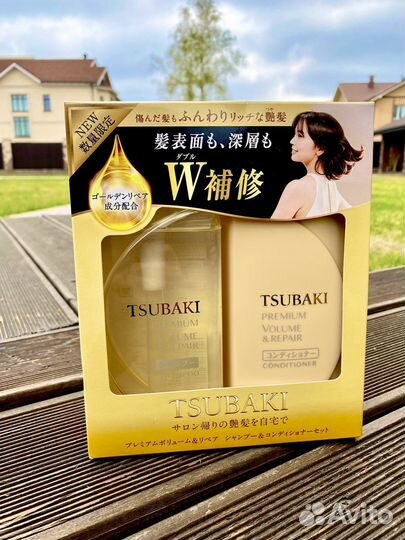 NEW
数量限定
傷んだ髪もふんわりリッチな艶髪
つや
髪表面も、深層も
ダブル
W補修
ゴールデンリペア
成分配合
TSUBAKI
PREMIUM
VOLUME
& REPAIR
TSUBAKI
PREMIUM
VOLUME
& REPAIR
コンディショナー
CONDITIONER
TSUBAKI
サロン帰りの艶髪を自宅で
プレミアムボリューム&リペア シャンプー&コンディショナーセット
Avito